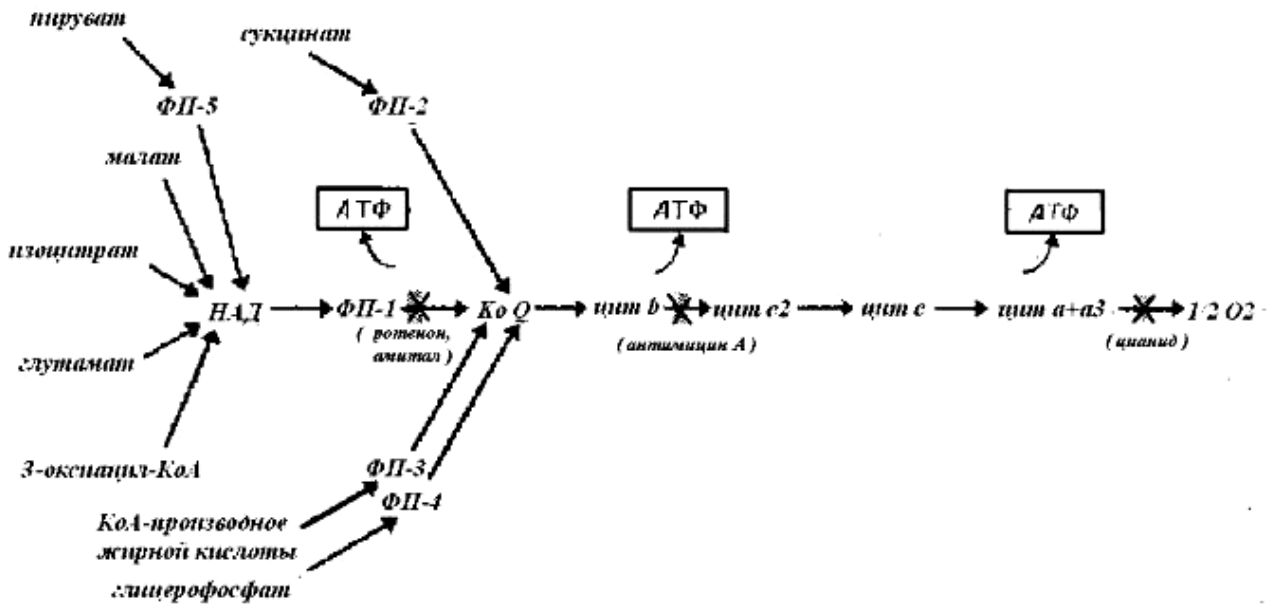 пируват
сукцинат
ФП-5
ФП-2
малат
АТФ
АТФ
АТФ
изоцитрат
НАД
ФП-1
Ко Q
цит b
цит c2
цит c
цит a+a3
1/2 O2
( ротенон,
амитал )
( антимицин А )
( цианид )
глутамат
3-оксиацил-КоА
ФП-3
ФП-4
КоА-производное
жирной кислоты
глицерофосфат